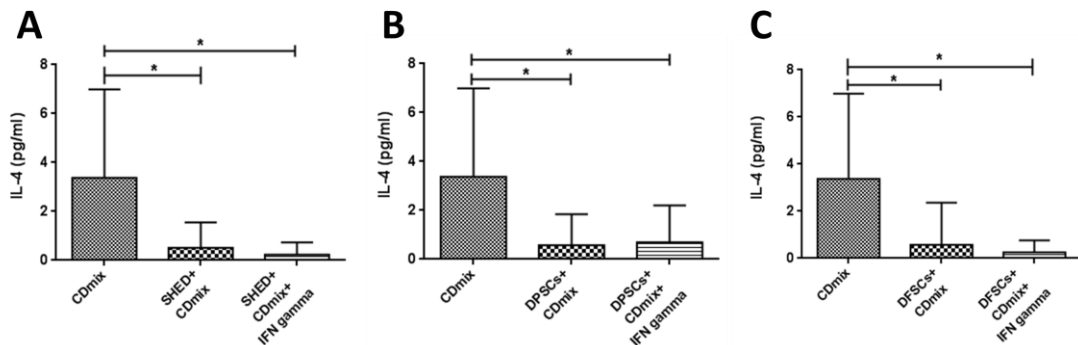 A
*
*
8
6
4
2
0
IL-4 (pg/ml)
CDmix
SHED+
CDmix
SHED+
CDmix+
IFN gamma
B
*
*
8
6
4
2
0
IL-4 (pg/ml)
CDmix
DPSCs+
CDmix
DPSCs+
CDmix+
IFN gamma
C
*
*
8
6
4
2
0
IL-4 (pg/ml)
CDmix
DFSCs+
CDmix
DFSCs+
CDmix+
IFN gamma